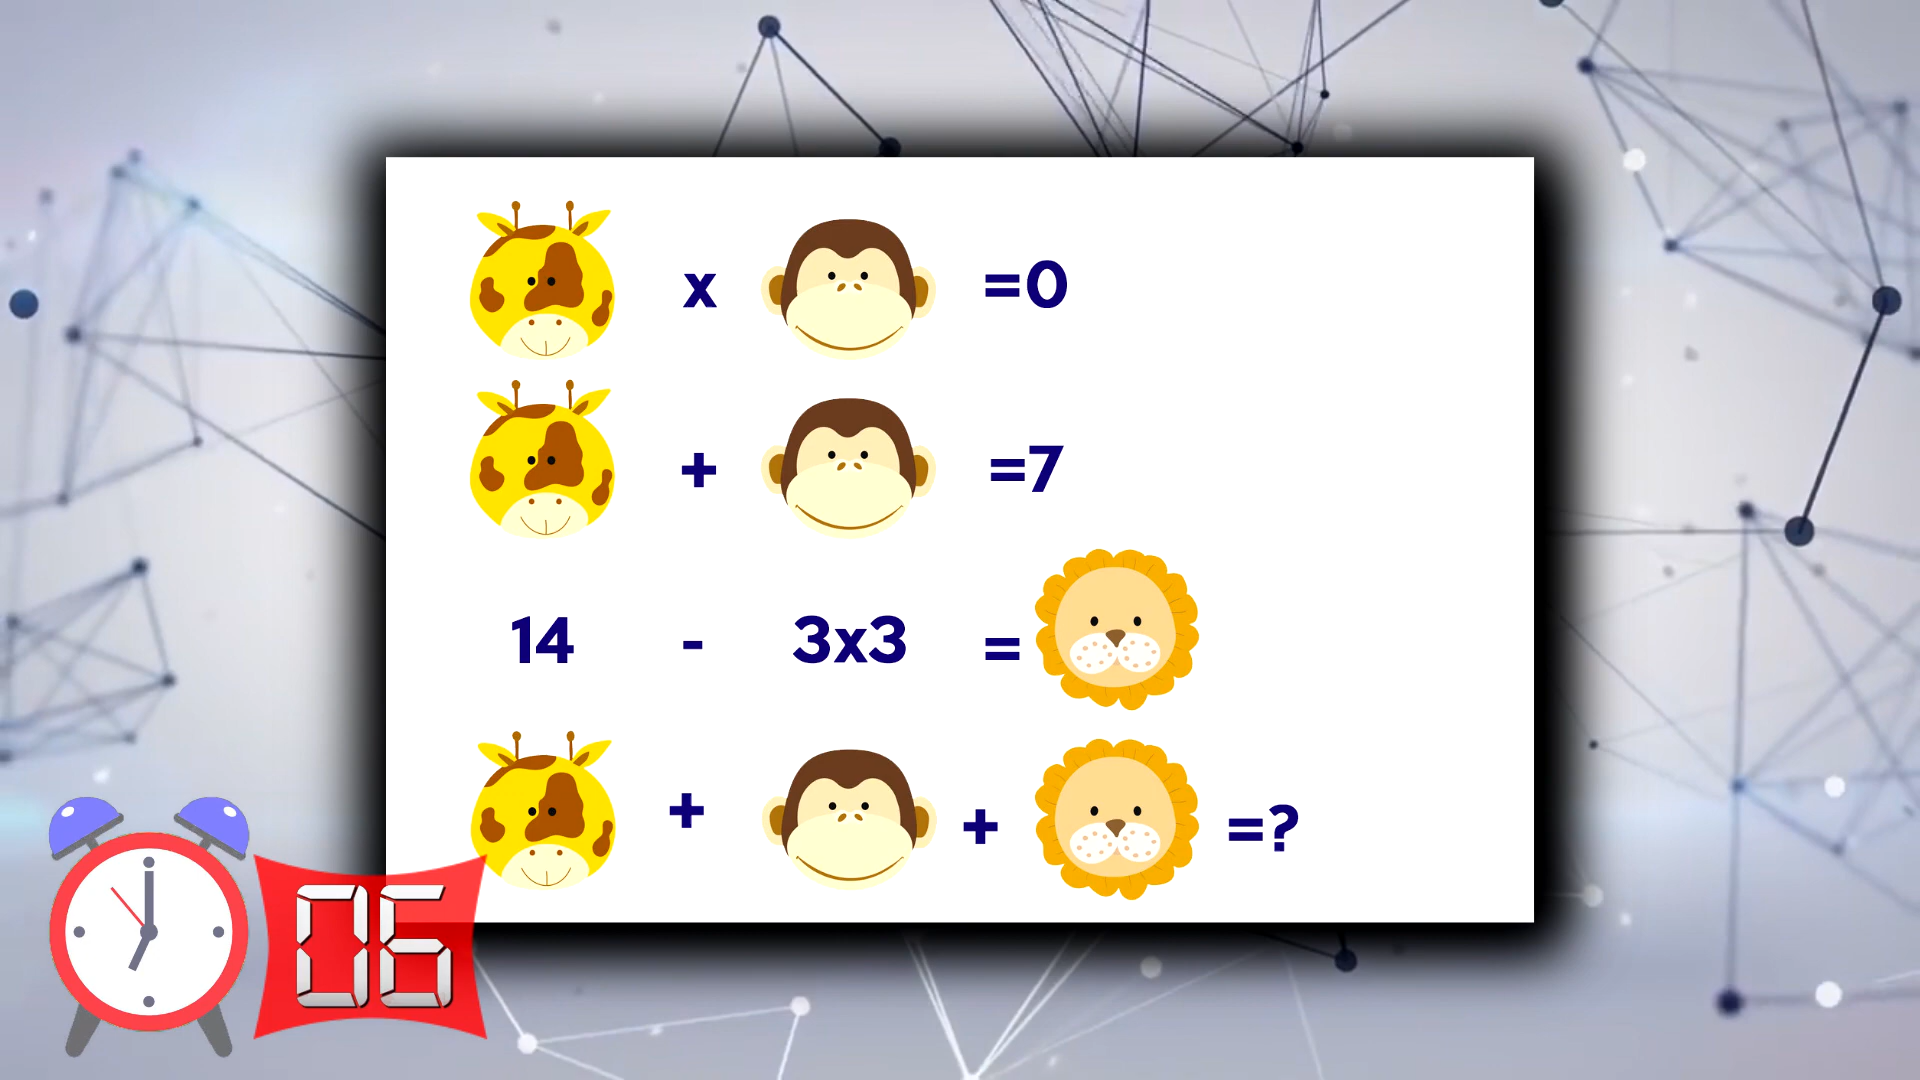 x =0
+ =7
14 - 3x3 =
+ + =?
06